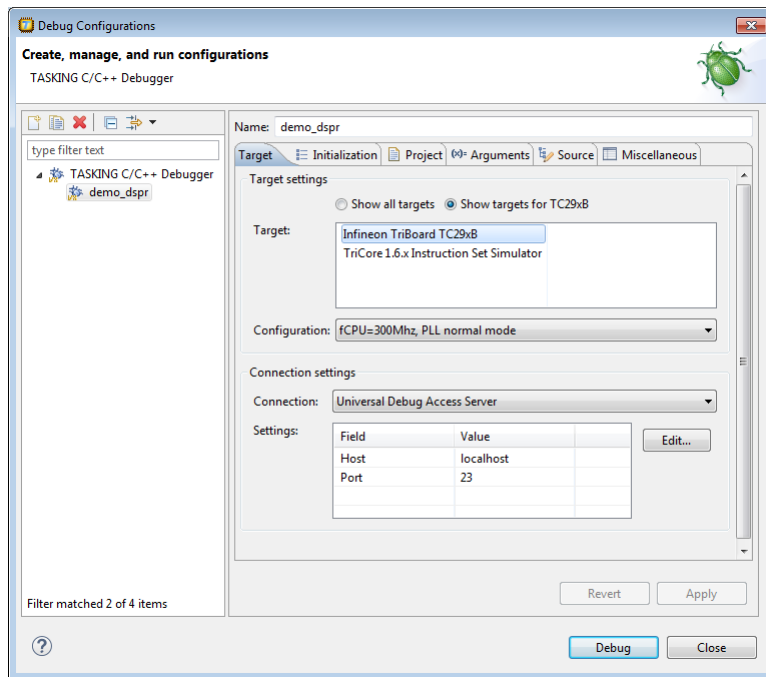 Debug Configurations
Create, manage, and run configurations
TASKING C/C++ Debugger
type filter text
TASKING C/C++ Debugger
demo_dspr
Filter matched 2 of 4 items
Name: demo_dspr
Target Initialization Project (x)= Arguments Source Miscellaneous
Target settings
Show all targets Show targets for TC29xB
Target: Infineon TriBoard TC29xB
TriCore 1.6.x Instruction Set Simulator
Configuration: fCPU=300Mhz, PLL normal mode
Connection settings
Connection: Universal Debug Access Server
Settings: Field Value Edit...
Host localhost
Port 23
Revert Apply
? Debug Close